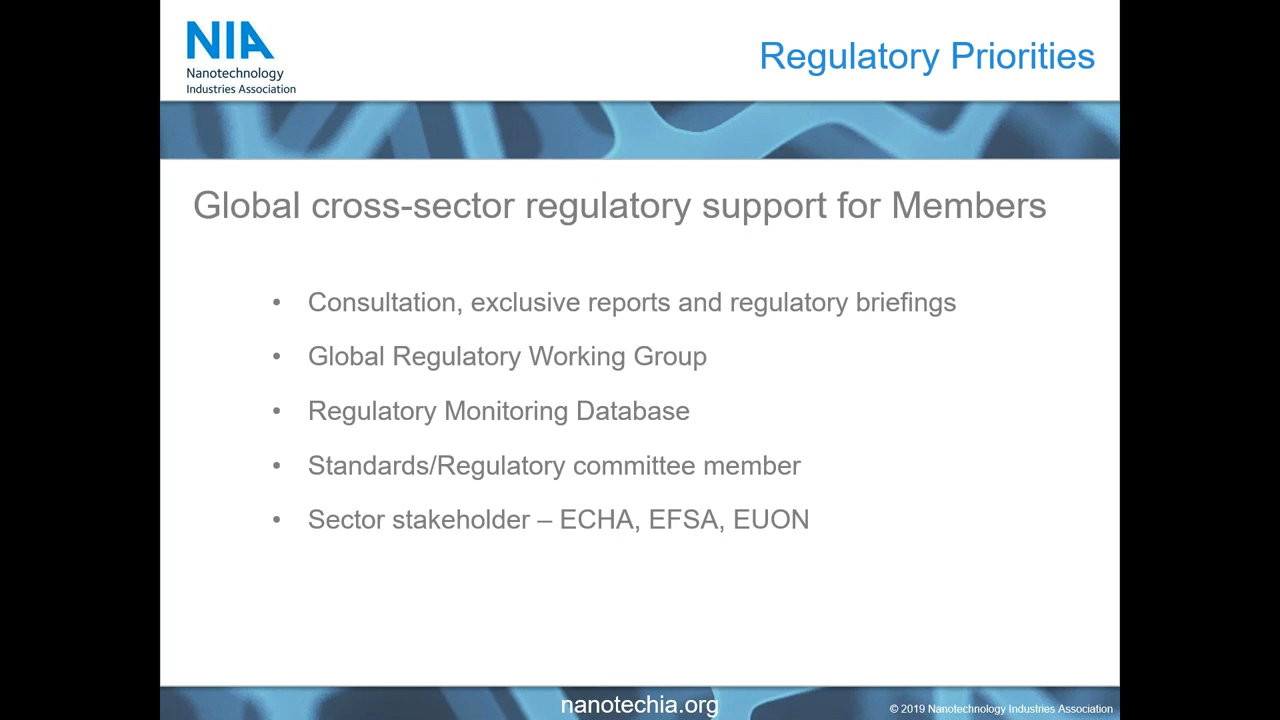 NIA
Nanotechnology
Industries Association
Regulatory Priorities
Global cross-sector regulatory support for Members
• Consultation, exclusive reports and regulatory briefings
• Global Regulatory Working Group
• Regulatory Monitoring Database
• Standards/Regulatory committee member
• Sector stakeholder – ECHA, EFSA, EUON
nanotechia.org
© 2019 Nanotechnology Industries Association